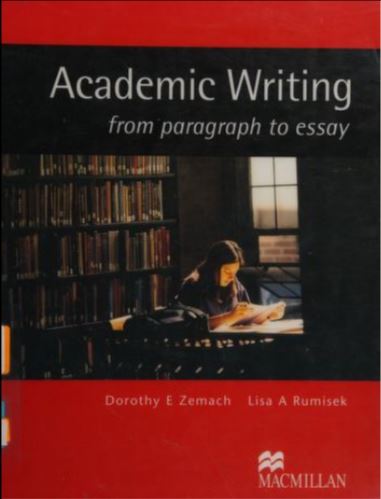 Academic Writing
from paragraph to essay
Dorothy E Zemach Lisa A Rumisek
MACMILLAN